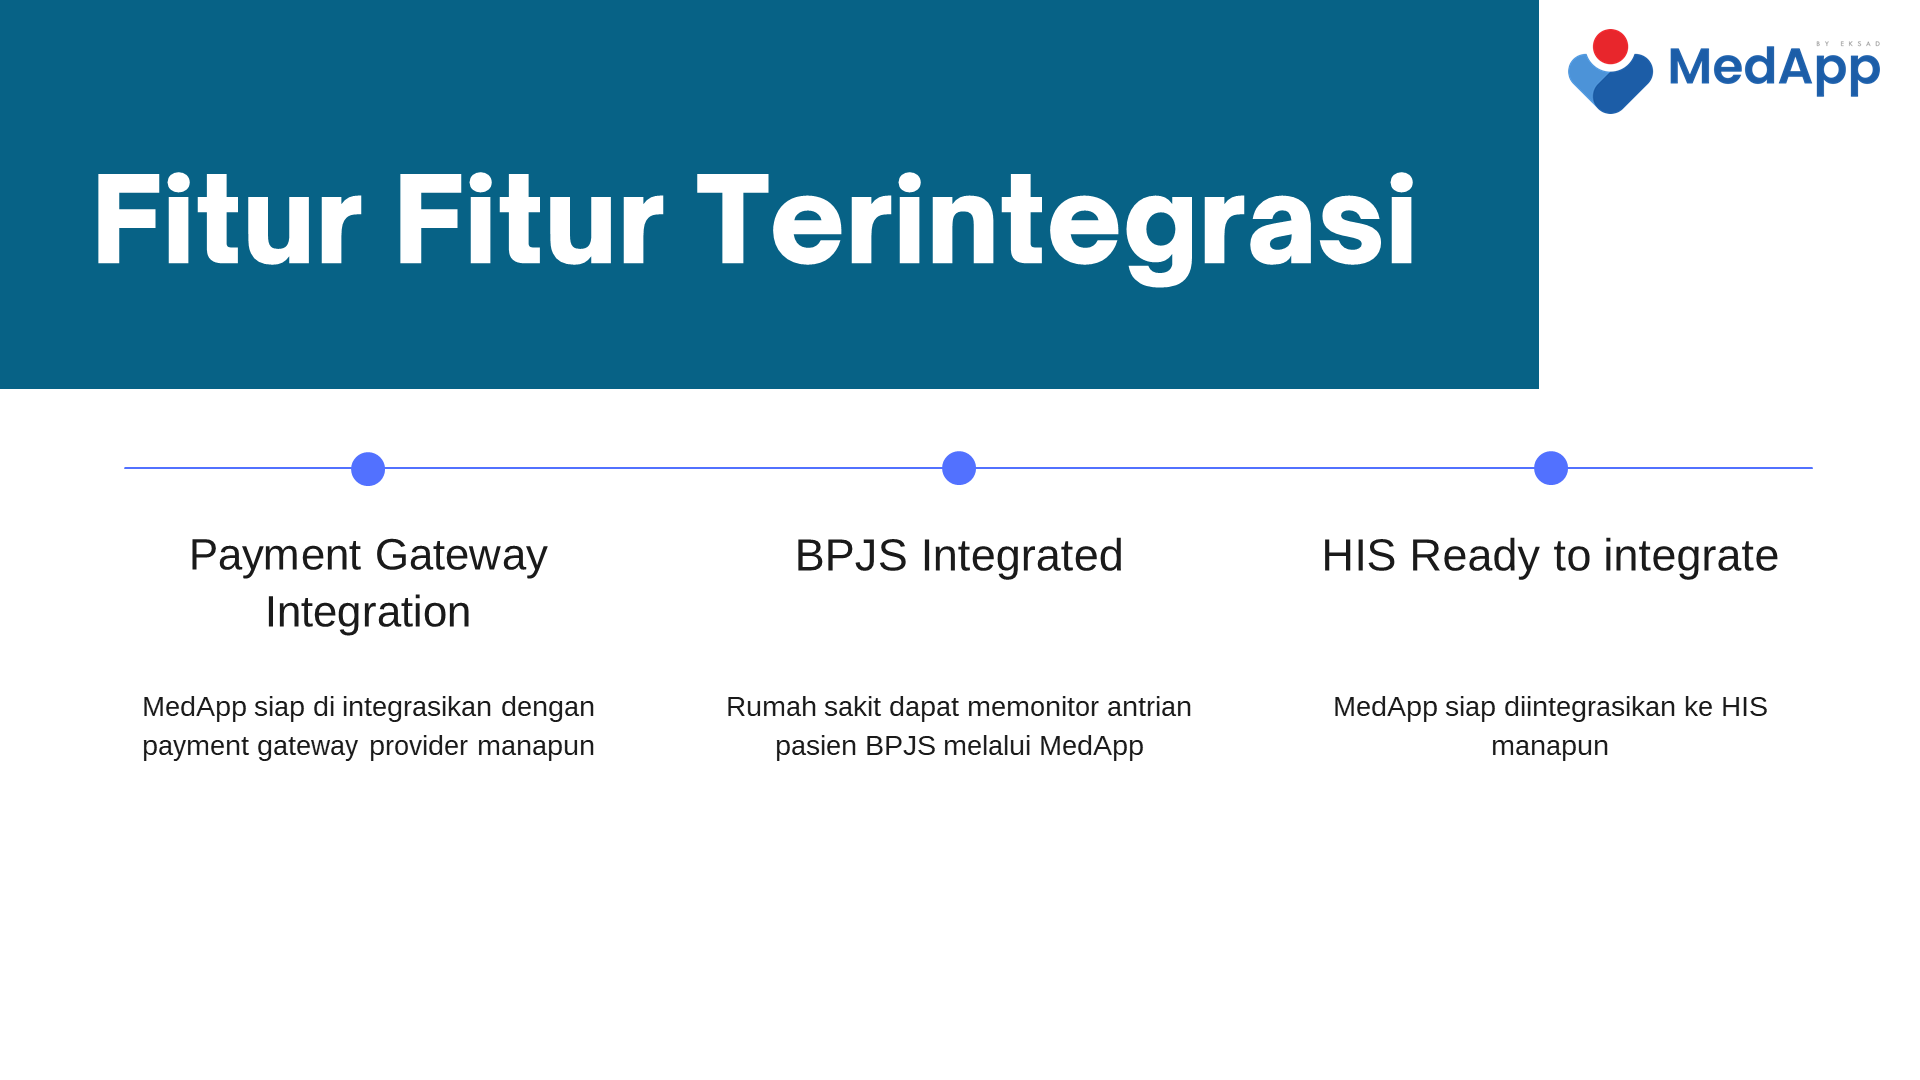 Fitur Fitur Terintegrasi
BY EKSAD
MedApp
Payment Gateway
Integration
MedApp siap di integrasikan dengan
payment gateway provider manapun
BPJS Integrated
Rumah sakit dapat memonitor antrian
pasien BPJS melalui MedApp
HIS Ready to integrate
MedApp siap diintegrasikan ke HIS
manapun